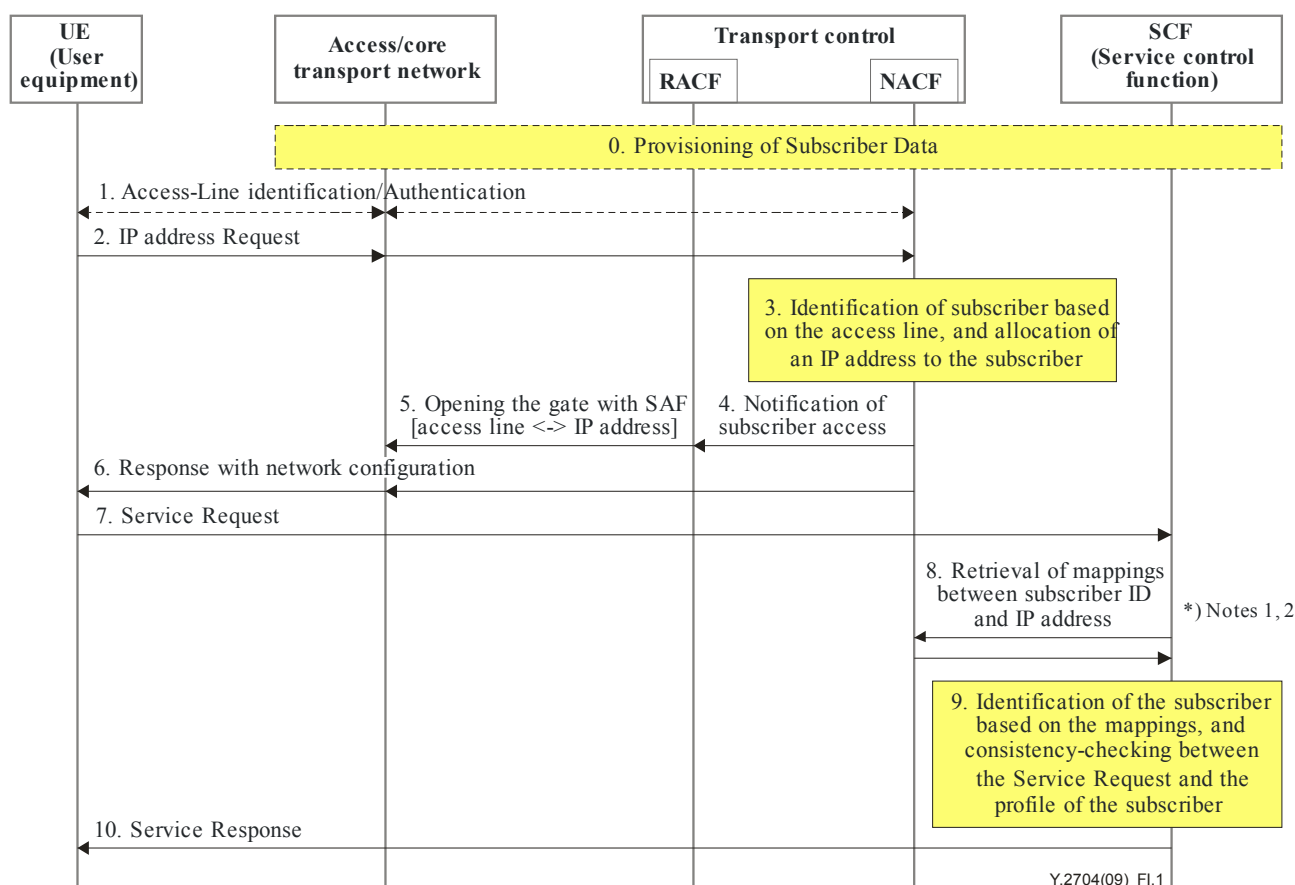 UE
(User
equipment)
Access/core
transport network
Transport control
RACF
NACF
SCF
(Service control
function)
0. Provisioning of Subscriber Data
1. Access-Line identification/Authentication
2. IP address Request
3. Identification of subscriber based
on the access line, and allocation of
an IP address to the subscriber
5. Opening the gate with SAF
[access line <-> IP address]
4. Notification of
subscriber access
6. Response with network configuration
7. Service Request
8. Retrieval of mappings
between subscriber ID
and IP address
*) Notes 1, 2
9. Identification of the subscriber
based on the mappings, and
consistency-checking between
the Service Request and the
profile of the subscriber
10. Service Response
Y.2704(09)_FI.1